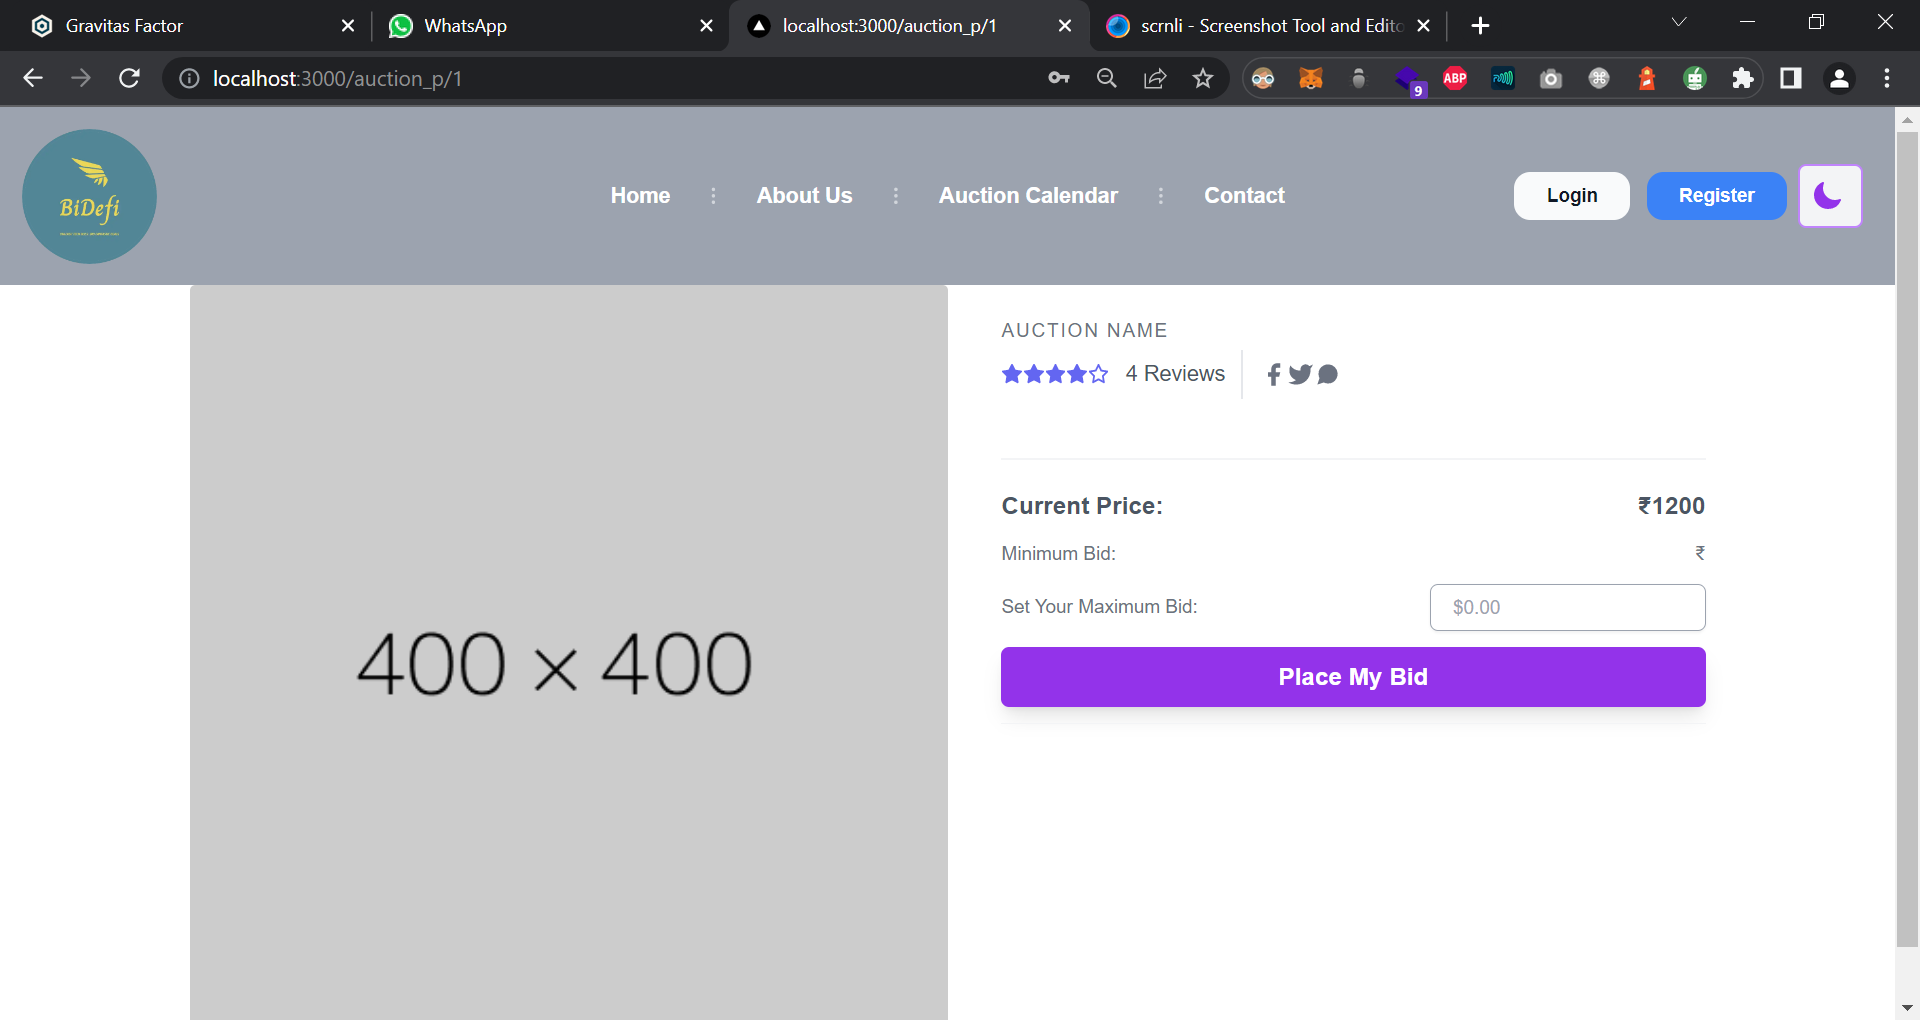 Gravitas Factor
WhatsApp
localhost:3000/auction_p/1
scrnli - Screenshot Tool and Edito
localhost:3000/auction_p/1
9
ABP
BiDefi
Home
About Us
Auction Calendar
Contact
Login
Register
400 × 400
AUCTION NAME
4 Reviews
Current Price: ₹1200
Minimum Bid: ₹
Set Your Maximum Bid: $0.00
Place My Bid